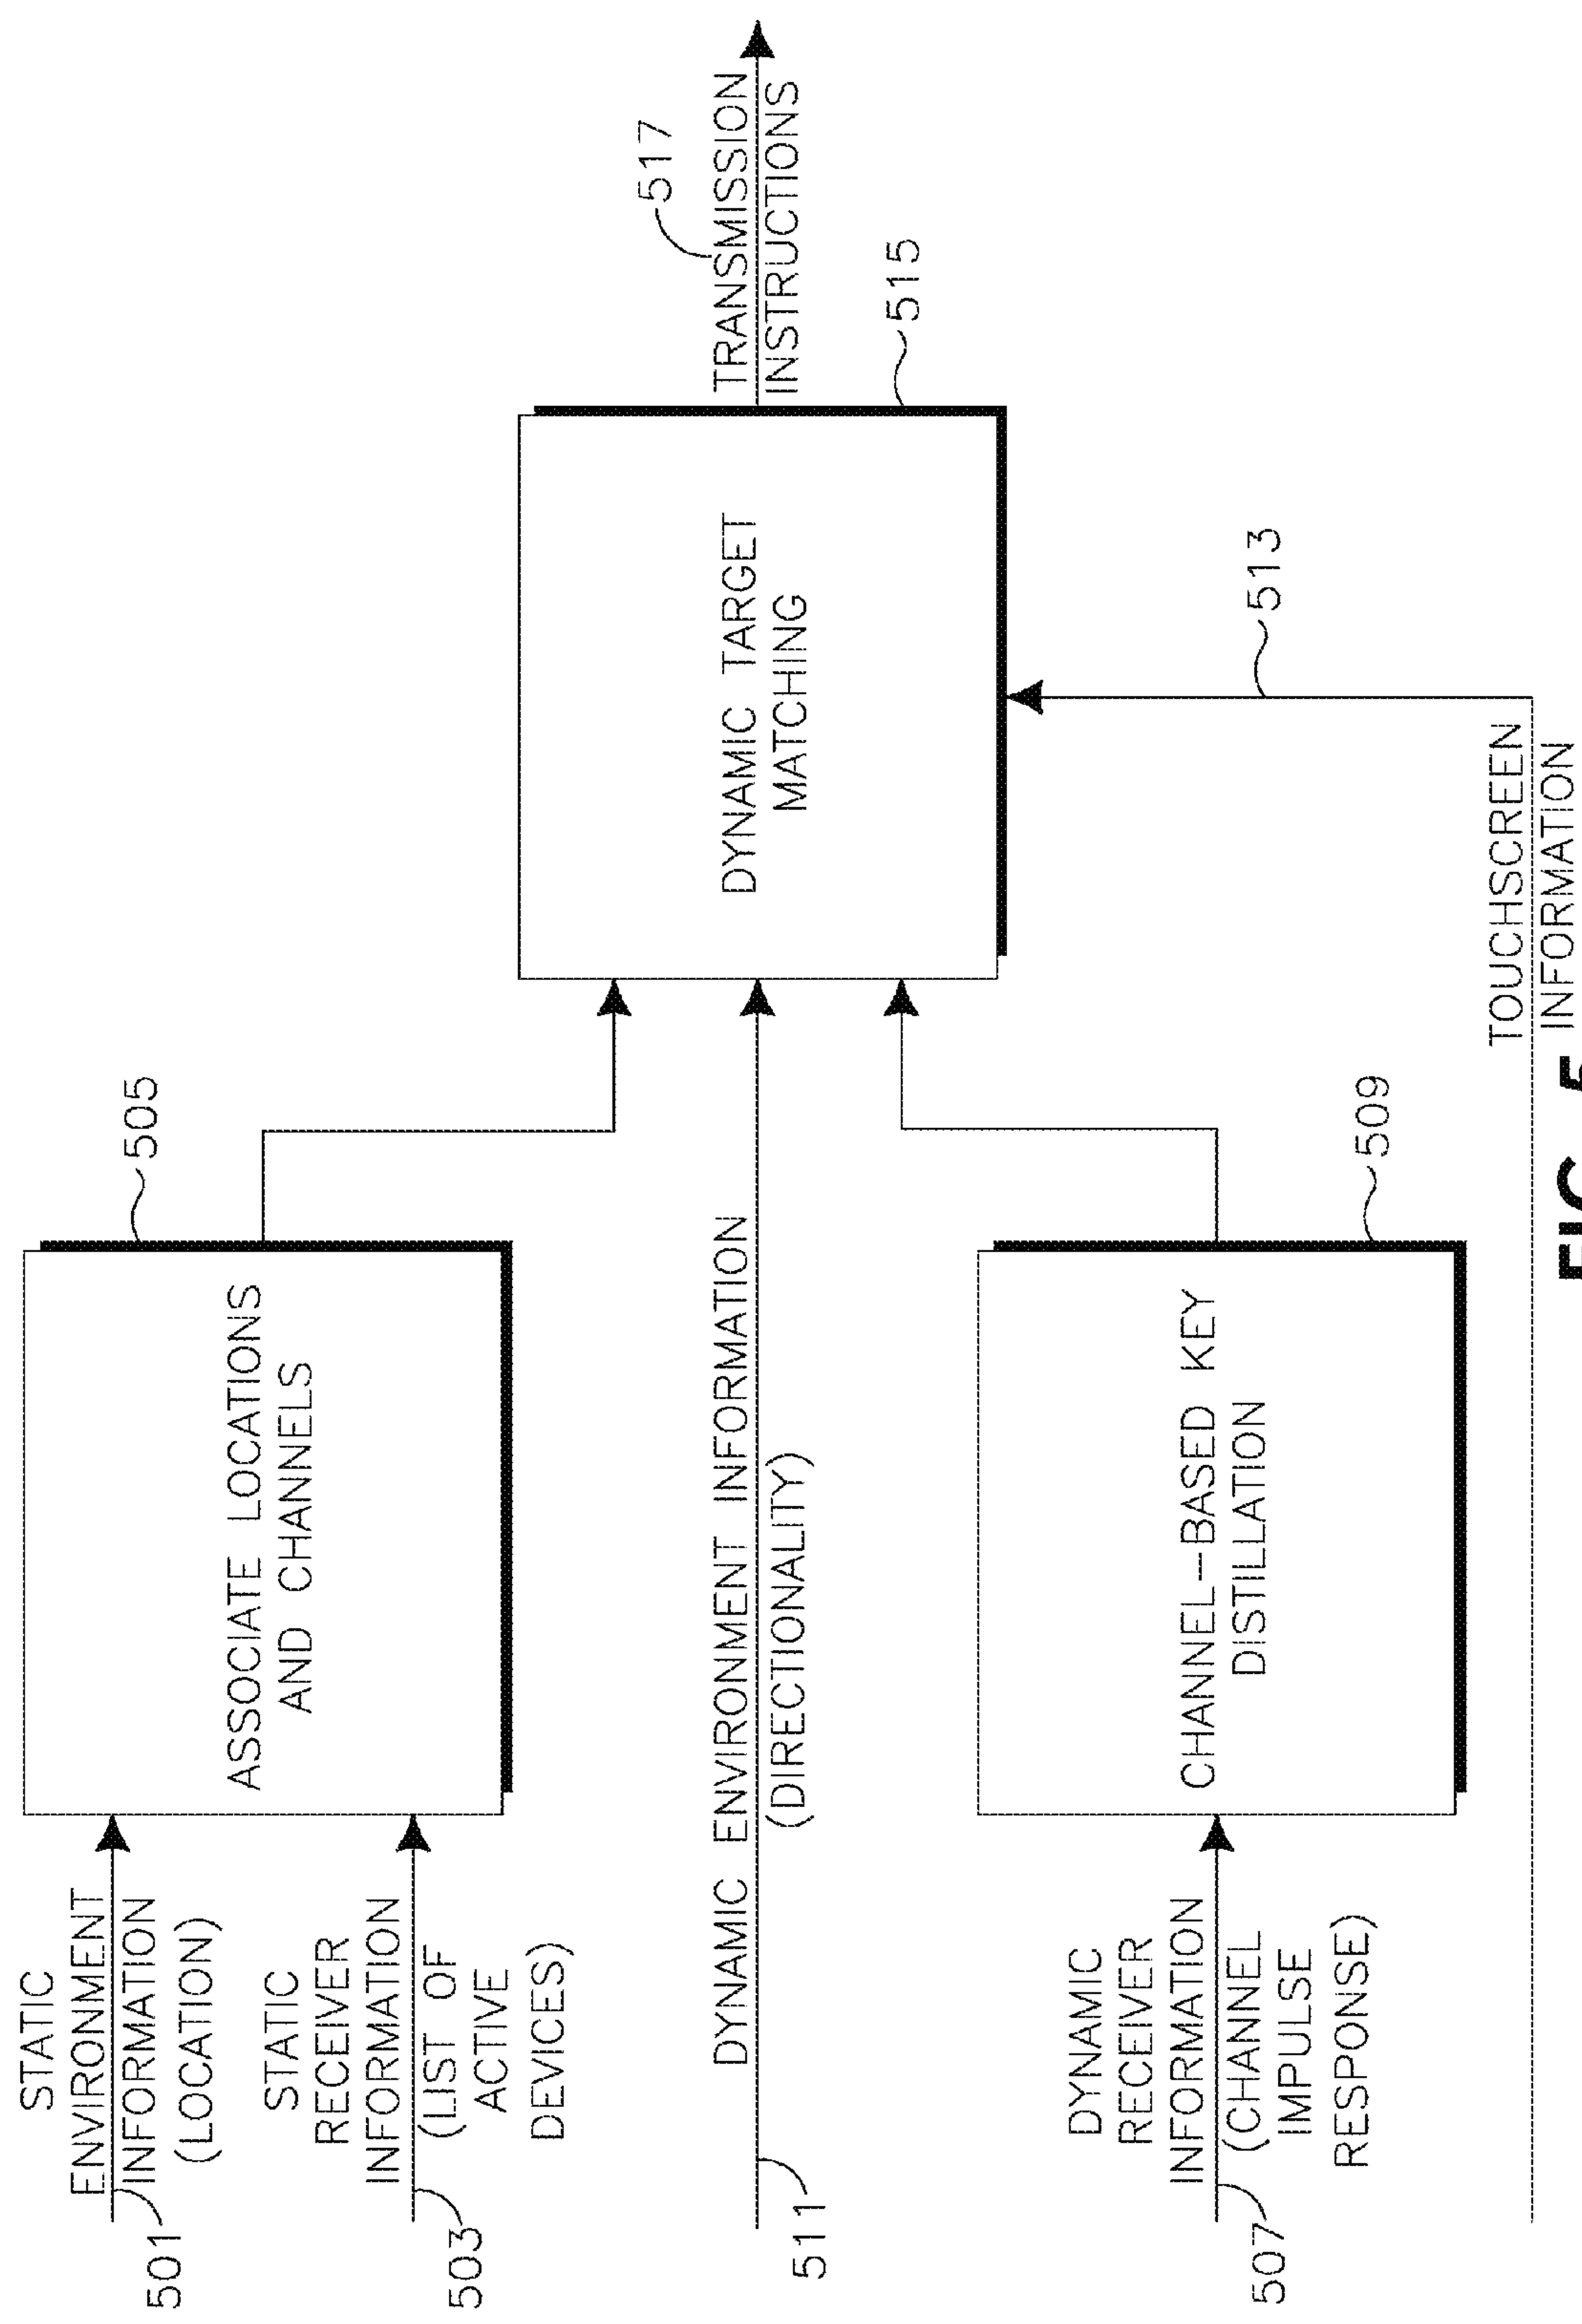 STATIC
ENVIRONMENT
INFORMATION
(LOCATION)
501
STATIC
RECEIVER
INFORMATION
(LIST OF
ACTIVE
DEVICES)
503
ASSOCIATE LOCATIONS
AND CHANNELS
505
DYNAMIC ENVIRONMENT INFORMATION
(DIRECTIONALITY)
511
DYNAMIC
RECEIVER
INFORMATION
(CHANNEL
IMPULSE
RESPONSE)
507
CHANNEL–BASED KEY
DISTILLATION
509
DYNAMIC TARGET
MATCHING
515
TRANSMISSION
INSTRUCTIONS
517
TOUCHSCREEN
INFORMATION
513
FIG. 5